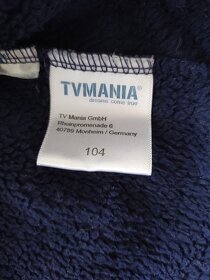 TVMANIA®
dreams come true
TV Mania GmbH
Rheinpromenade 6
40789 Monheim / Germany
104